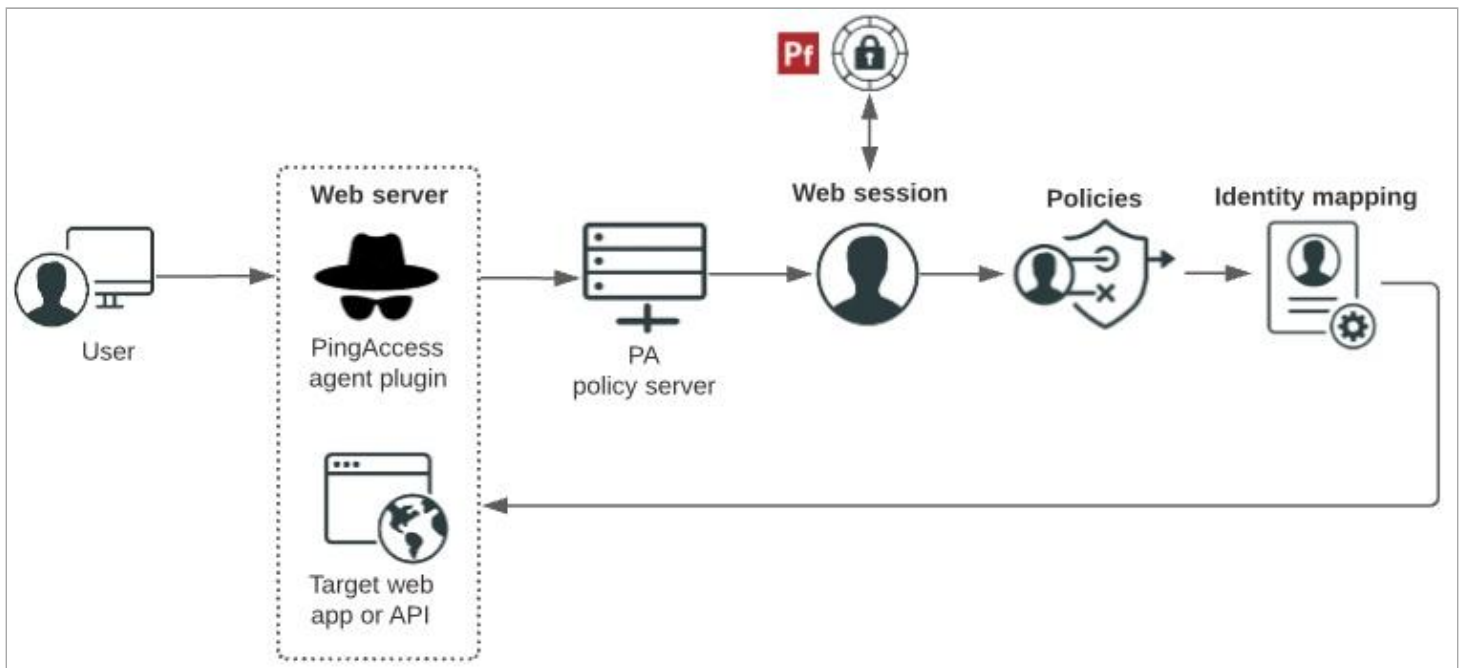 Pf
Web server
Web session
Policies
Identity mapping
User
PingAccess
agent plugin
PA
policy server
Target web
app or API